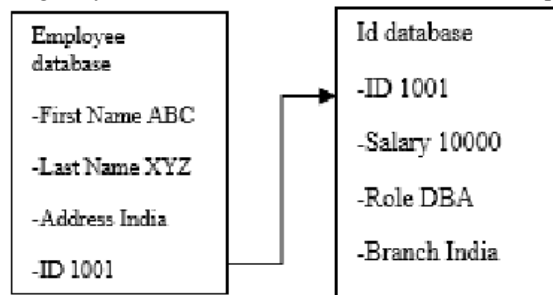 Employee
database
-First Name ABC
-Last Name XYZ
-Address India
-ID 1001
Id database
-ID 1001
-Salary 10000
-Role DBA
-Branch India